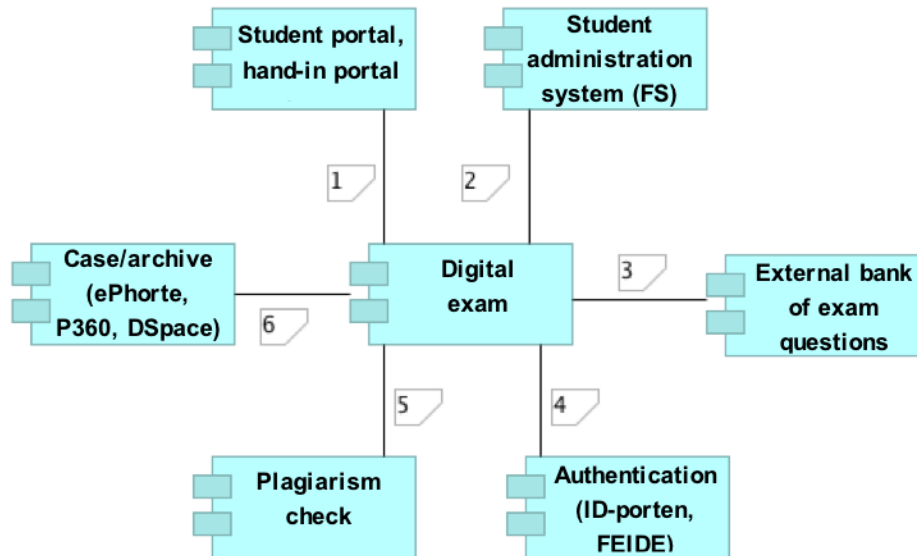 Student portal,
hand-in portal
Student
administration
system (FS)
1
2
Case/archive
(ePhorte,
P360, DSpace)
Digital
exam
3
External bank
of exam
questions
6
5
4
Plagiarism
check
Authentication
(ID-porten,
FEIDE)